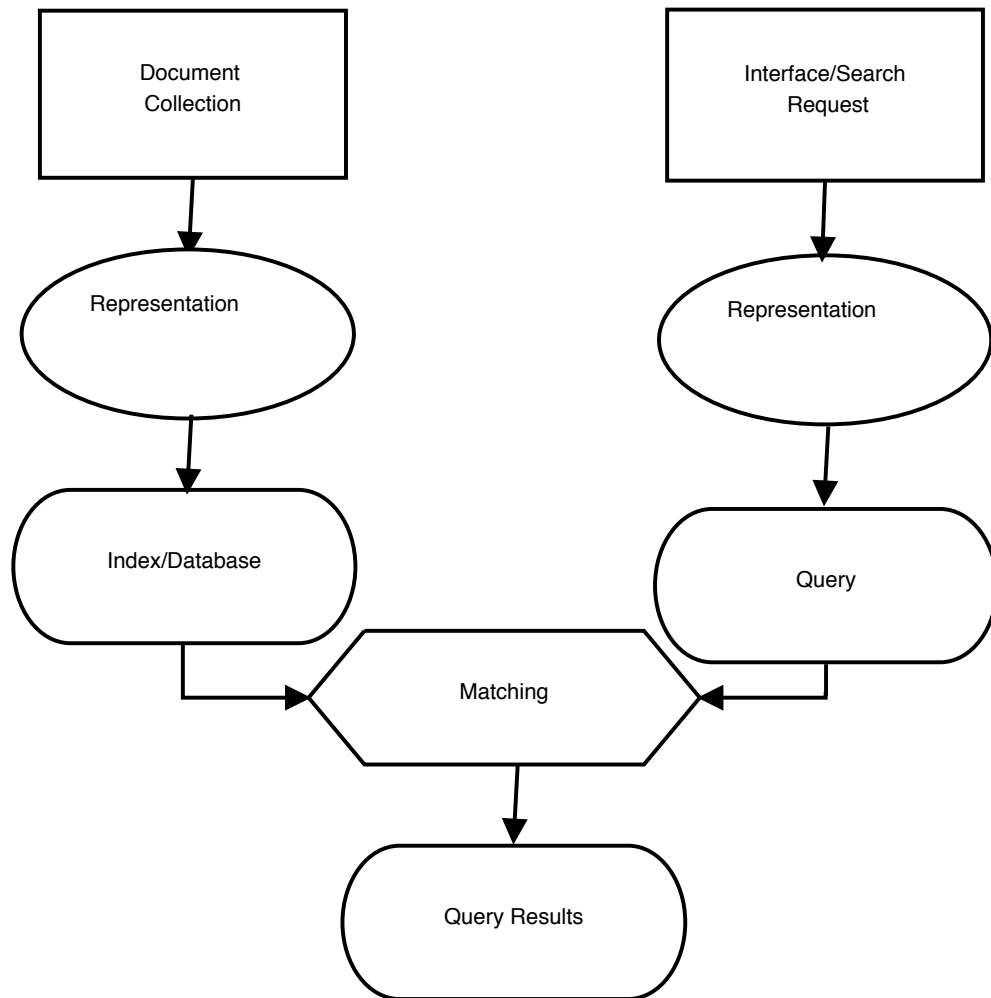 Document
Collection
Interface/Search
Request
Representation
Representation
Index/Database
Query
Matching
Query Results